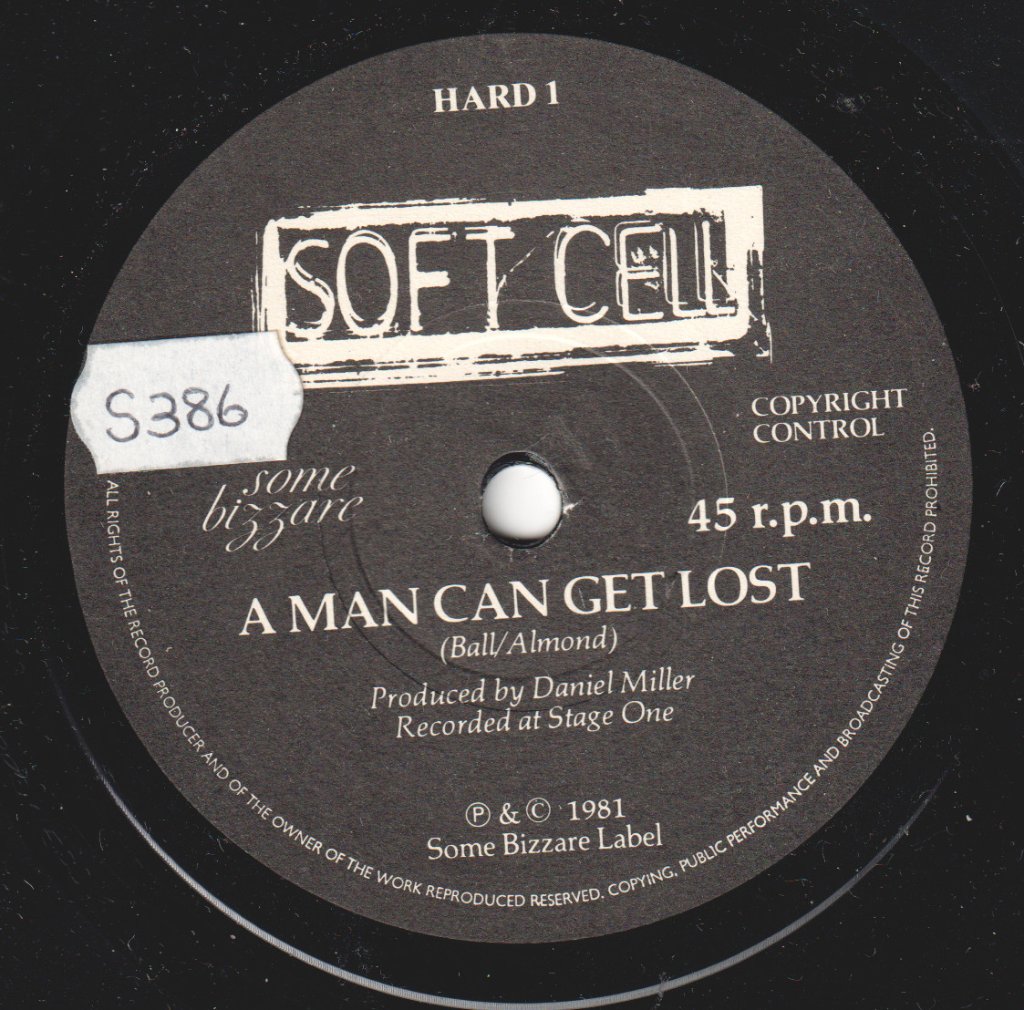 HARD 1
SOFT CELL
S386
COPYRIGHT
CONTROL
some
bizzare
45 r.p.m.
A MAN CAN GET LOST
(Ball/Almond)
Produced by Daniel Miller
Recorded at Stage One
℗ & © 1981
Some Bizzare Label
ALL RIGHTS OF THE RECORD PRODUCER AND OF THE OWNER OF THE WORK REPRODUCED RESERVED. COPYING, PUBLIC PERFORMANCE AND BROADCASTING OF THIS RECORD PROHIBITED.